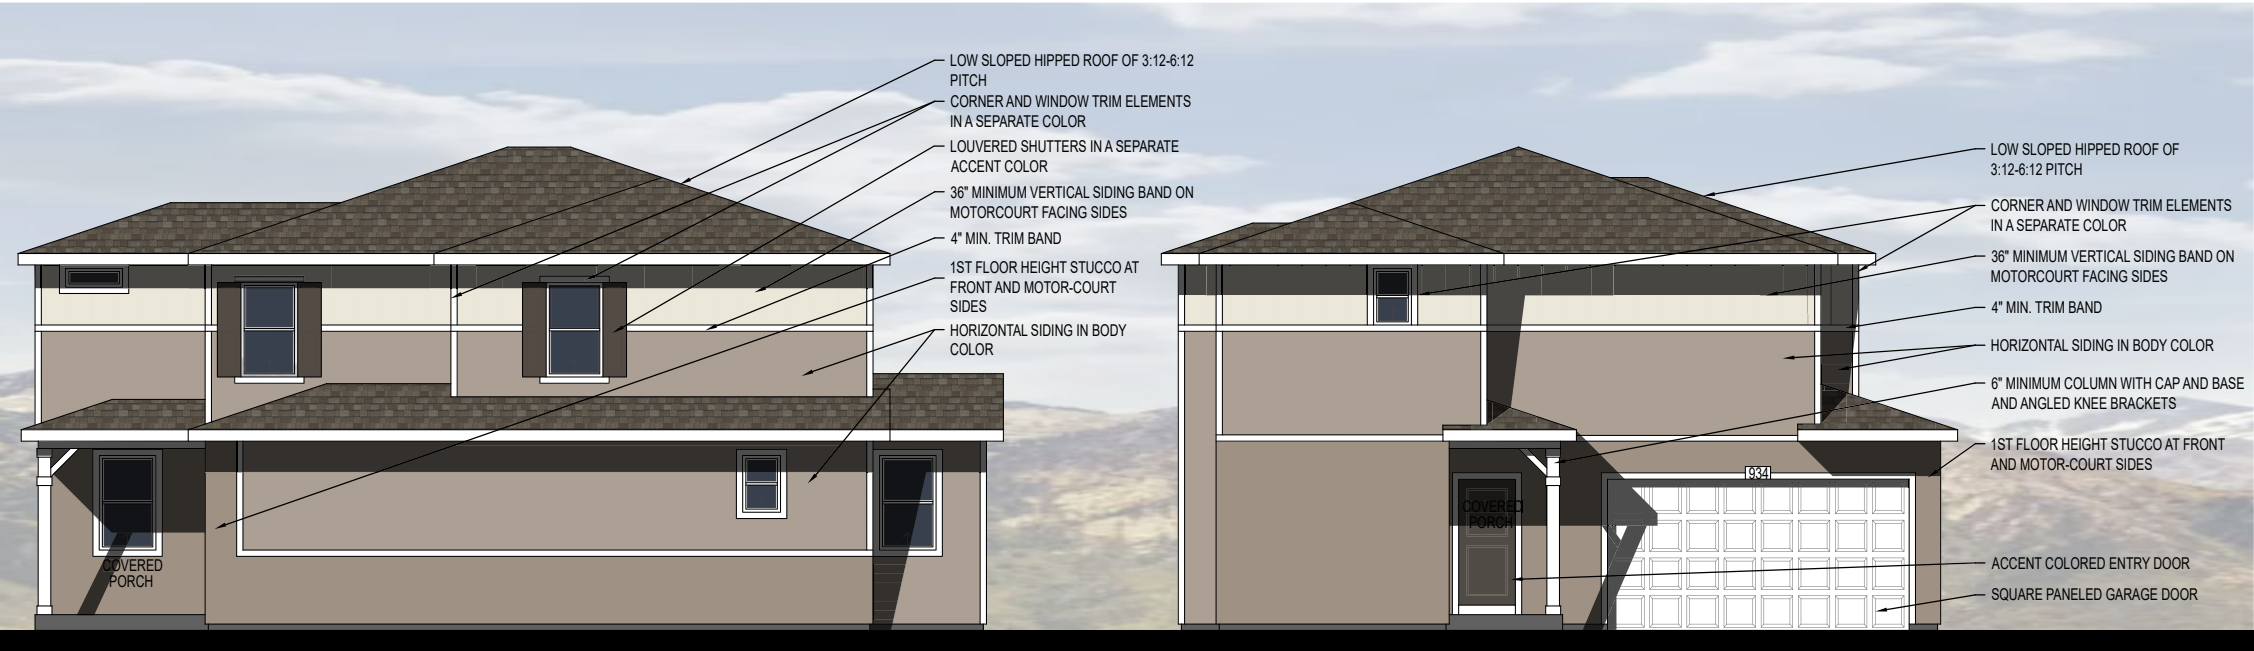 LOW SLOPED HIPPED ROOF OF 3:12-6:12
PITCH
CORNER AND WINDOW TRIM ELEMENTS
IN A SEPARATE COLOR
LOUVERED SHUTTERS IN A SEPARATE
ACCENT COLOR
36" MINIMUM VERTICAL SIDING BAND ON
MOTORCOURT FACING SIDES
4" MIN. TRIM BAND
1ST FLOOR HEIGHT STUCCO AT
FRONT AND MOTOR-COURT
SIDES
HORIZONTAL SIDING IN BODY
COLOR
COVERED
PORCH
LOW SLOPED HIPPED ROOF OF
3:12-6:12 PITCH
CORNER AND WINDOW TRIM ELEMENTS
IN A SEPARATE COLOR
36" MINIMUM VERTICAL SIDING BAND ON
MOTORCOURT FACING SIDES
4" MIN. TRIM BAND
HORIZONTAL SIDING IN BODY COLOR
6" MINIMUM COLUMN WITH CAP AND BASE
AND ANGLED KNEE BRACKETS
1ST FLOOR HEIGHT STUCCO AT FRONT
AND MOTOR-COURT SIDES
934
COVERED
PORCH
ACCENT COLORED ENTRY DOOR
SQUARE PANELED GARAGE DOOR